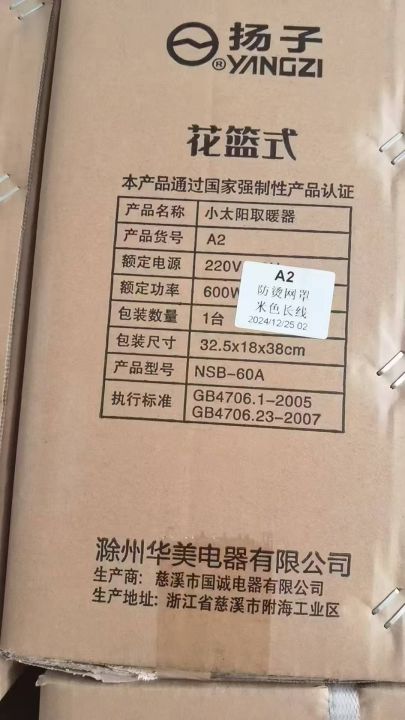 扬子
®YANGZI
花篮式
本产品通过国家强制性产品认证
产品名称 小太阳取暖器
产品货号 A2
额定电源 220V
额定功率 600W
包装数量 1台
包装尺寸 32.5x18x38cm
产品型号 NSB-60A
执行标准 GB4706.1-2005
GB4706.23-2007
A2
防烫网罩
米色长线
2024/12/25 02
滁州华美电器有限公司
生产商: 慈溪市国诚电器有限公司
生产地址: 浙江省慈溪市附海工业区